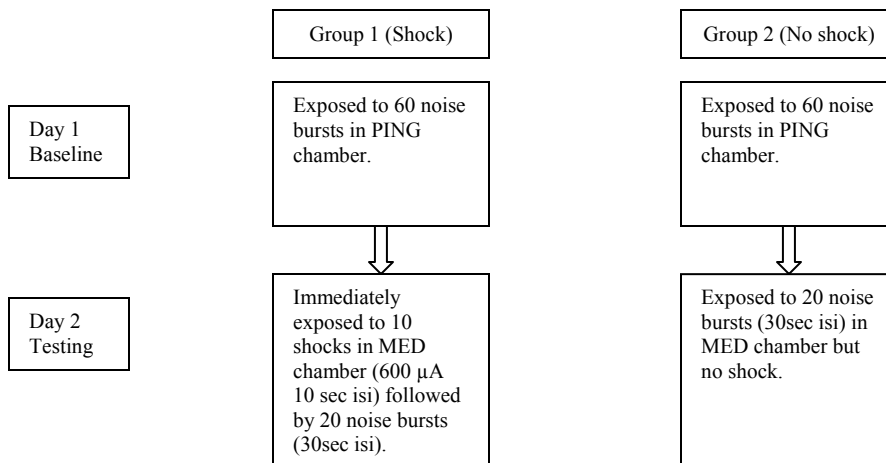 Group 1 (Shock)
Group 2 (No shock)
Day 1
Baseline
Exposed to 60 noise
bursts in PING
chamber.
Exposed to 60 noise
bursts in PING
chamber.
Day 2
Testing
Immediately
exposed to 10
shocks in MED
chamber (600 µA
10 sec isi) followed
by 20 noise bursts
(30sec isi).
Exposed to 20 noise
bursts (30sec isi) in
MED chamber but
no shock.